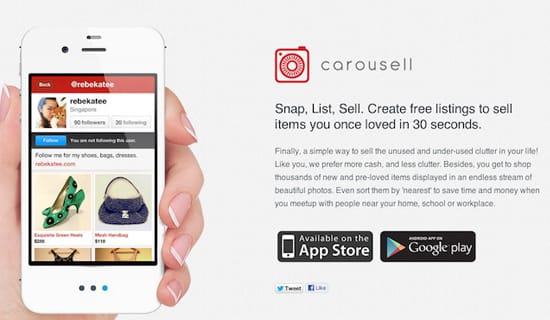 Back
@rebekatee
rebekatee
Singapore
90 followers
36 following
Follow
You are not following this user.
Follow me for my shoes, bags, dresses.
rebekatee.com
Exquisite Green Heels
$280
Mesh Handbag
$110
carousell
Snap, List, Sell. Create free listings to sell
items you once loved in 30 seconds.
Finally, a simple way to sell the unused and under-used clutter in your life!
Like you, we prefer more cash, and less clutter. Besides, you get to shop
thousands of new and pre-loved items displayed in an endless stream of
beautiful photos. Even sort them by 'nearest' to save time and money when
you meetup with people near your home, school or workplace.
Available on the
App Store
ANDROID APP ON
Google play
Tweet
Like